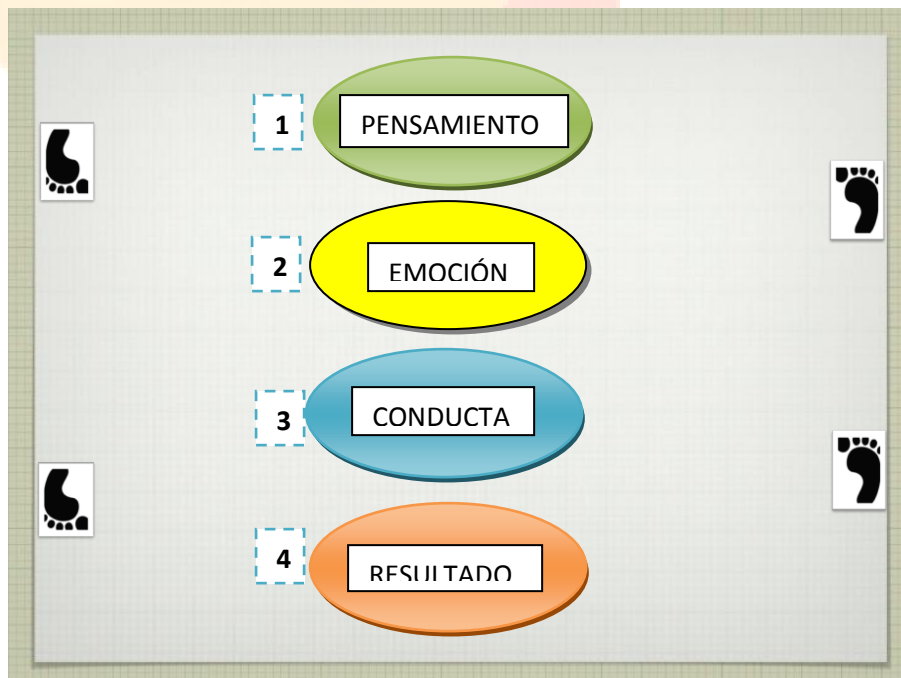 1
PENSAMIENTO
2
EMOCIÓN
3
CONDUCTA
4
RESULTADO